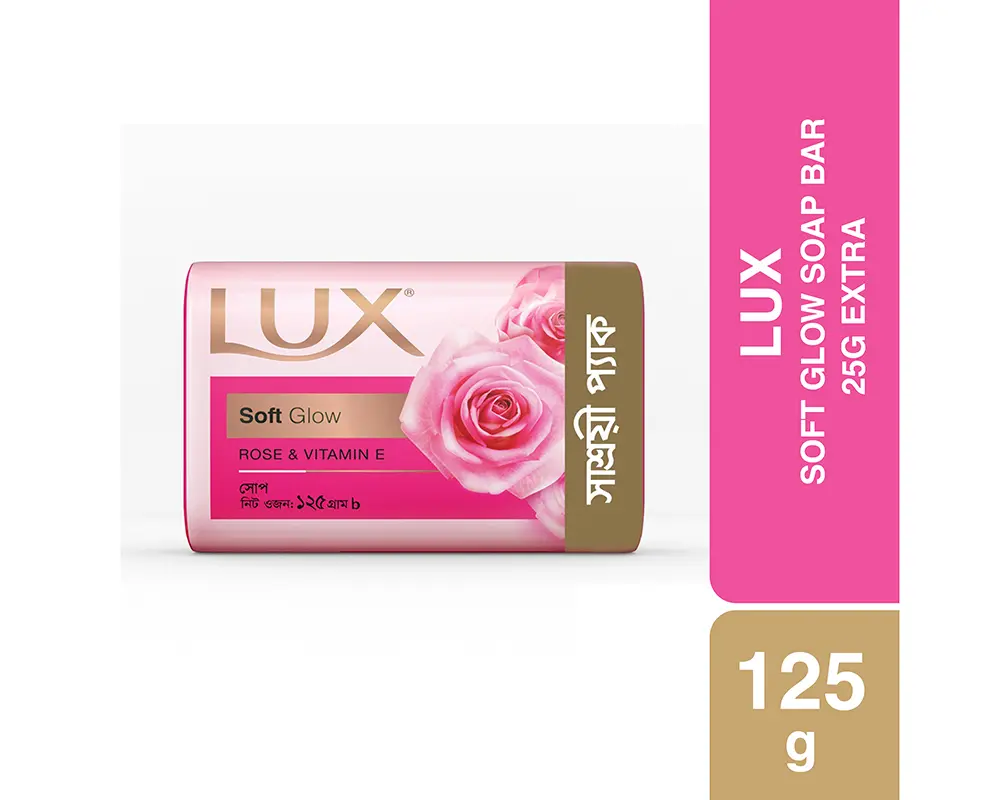 LUX®
Soft Glow
ROSE & VITAMIN E
সোপ
নিট ওজন: ১২৫ গ্রাম b
সাশ্রয়ী প্যাক
LUX
SOFT GLOW SOAP BAR
25G EXTRA
125
g